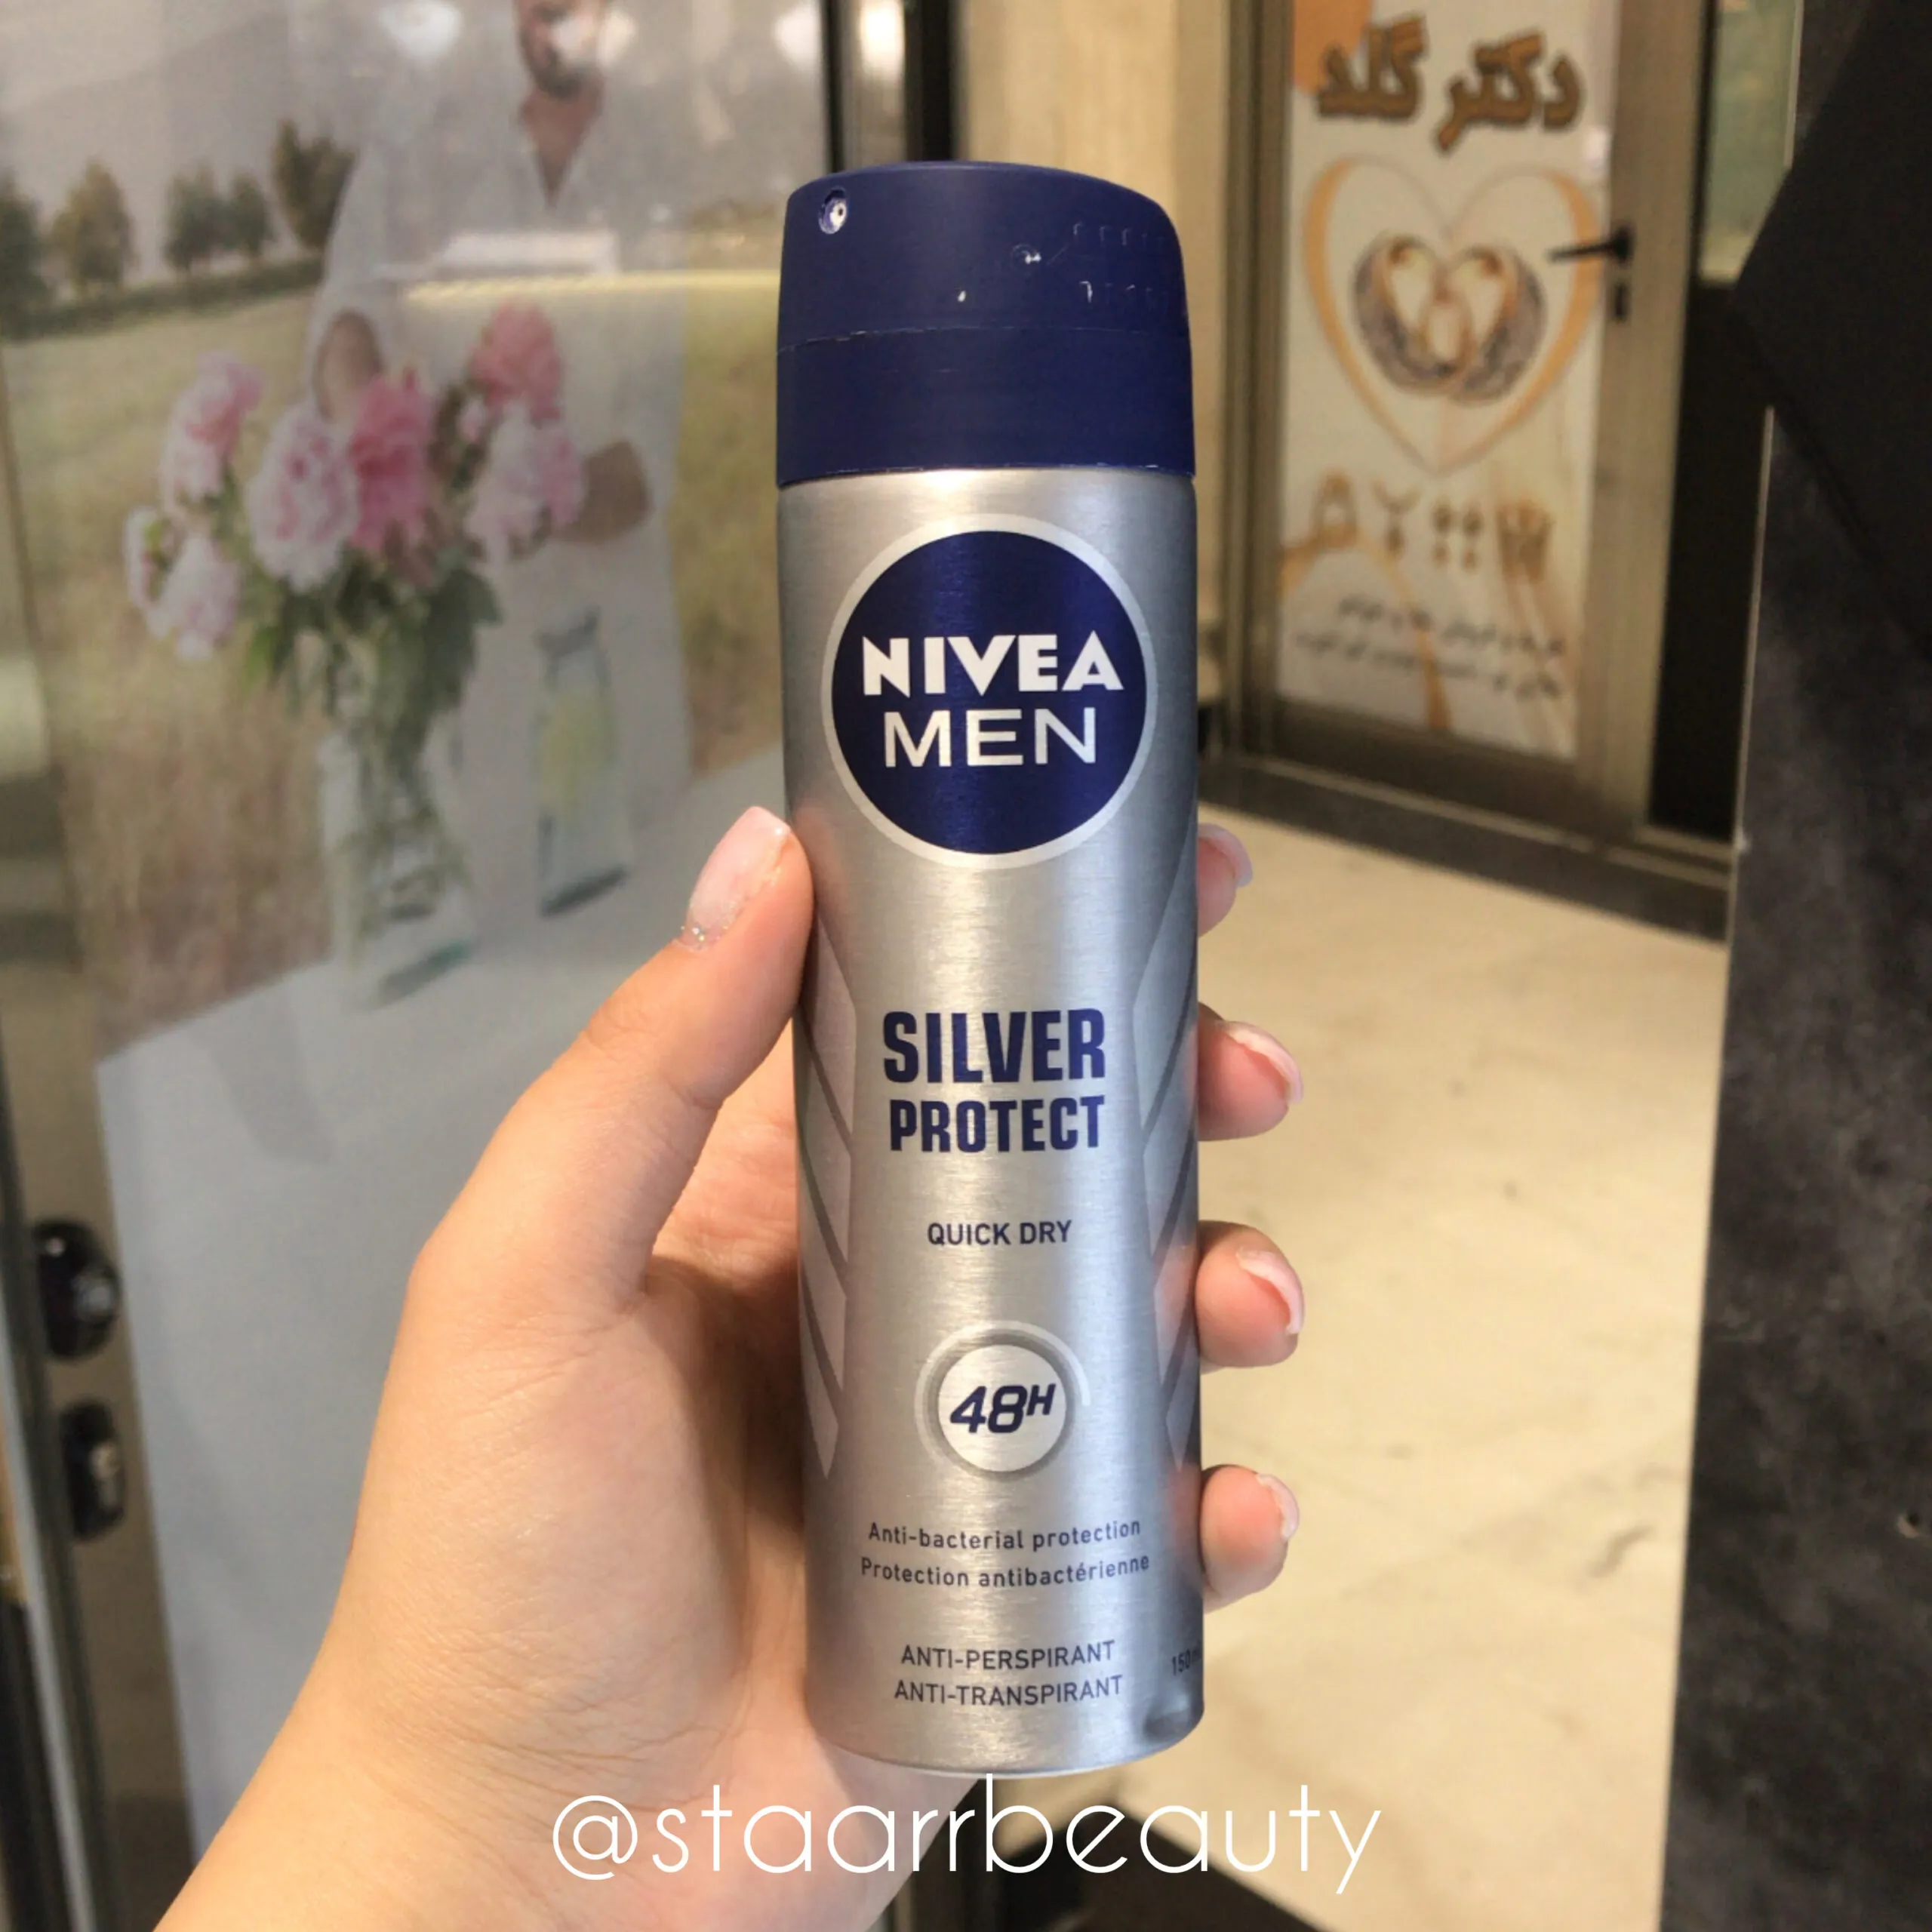 دکتر گلد
NIVEA
MEN
SILVER
PROTECT
QUICK DRY
48H
Anti-bacterial protection
Protection antibactérienne
ANTI-PERSPIRANT
ANTI-TRANSPIRANT
@staarrbeauty